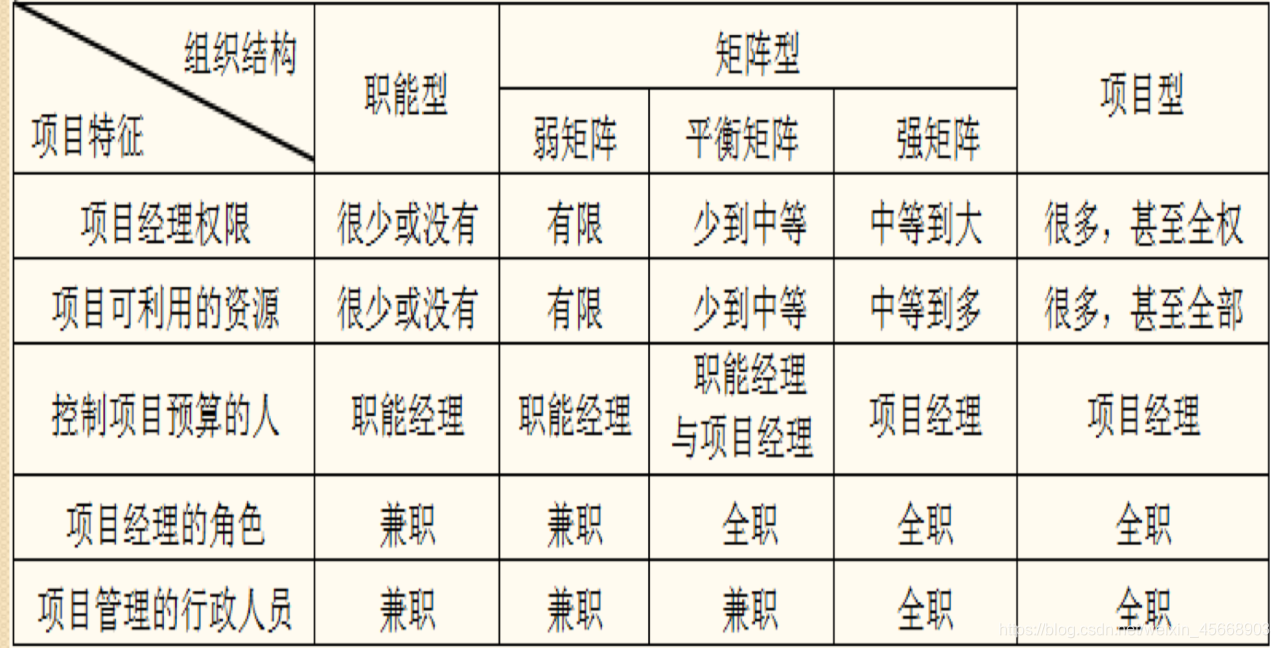 组织结构
项目特征
职能型
矩阵型
项目型
弱矩阵
平衡矩阵
强矩阵
项目经理权限
很少或没有
有限
少到中等
中等到大
很多，甚至全权
项目可利用的资源
很少或没有
有限
少到中等
中等到多
很多，甚至全部
控制项目预算的人
职能经理
职能经理
职能经理
与项目经理
项目经理
项目经理
项目经理的角色
兼职
兼职
全职
全职
全职
项目管理的行政人员
兼职
兼职
兼职
全职
全职
https://blog.csdn.net/weixin_45668903